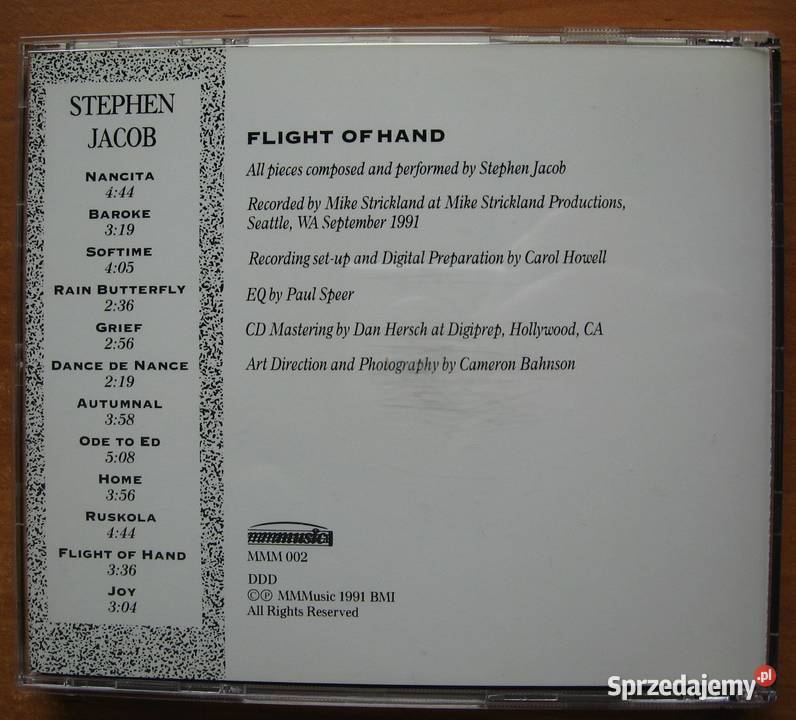 STEPHEN
JACOB
NANCITA
4:44
BAROKE
3:19
SOFTIME
4:05
RAIN BUTTERFLY
2:36
GRIEF
2:56
DANCE DE NANCE
2:19
AUTUMNAL
3:58
ODE TO ED
5:08
HOME
3:56
RUSKOLA
4:44
FLIGHT OF HAND
3:36
JOY
3:04
FLIGHT OF HAND
All pieces composed and performed by Stephen Jacob
Recorded by Mike Strickland at Mike Strickland Productions,
Seattle, WA September 1991
Recording set-up and Digital Preparation by Carol Howell
EQ by Paul Speer
CD Mastering by Dan Hersch at Digiprep, Hollywood, CA
Art Direction and Photography by Cameron Bahnson
mmmusic
MMM 002
DDD
©℗ MMMusic 1991 BMI
All Rights Reserved
Sprzedajemy.pl